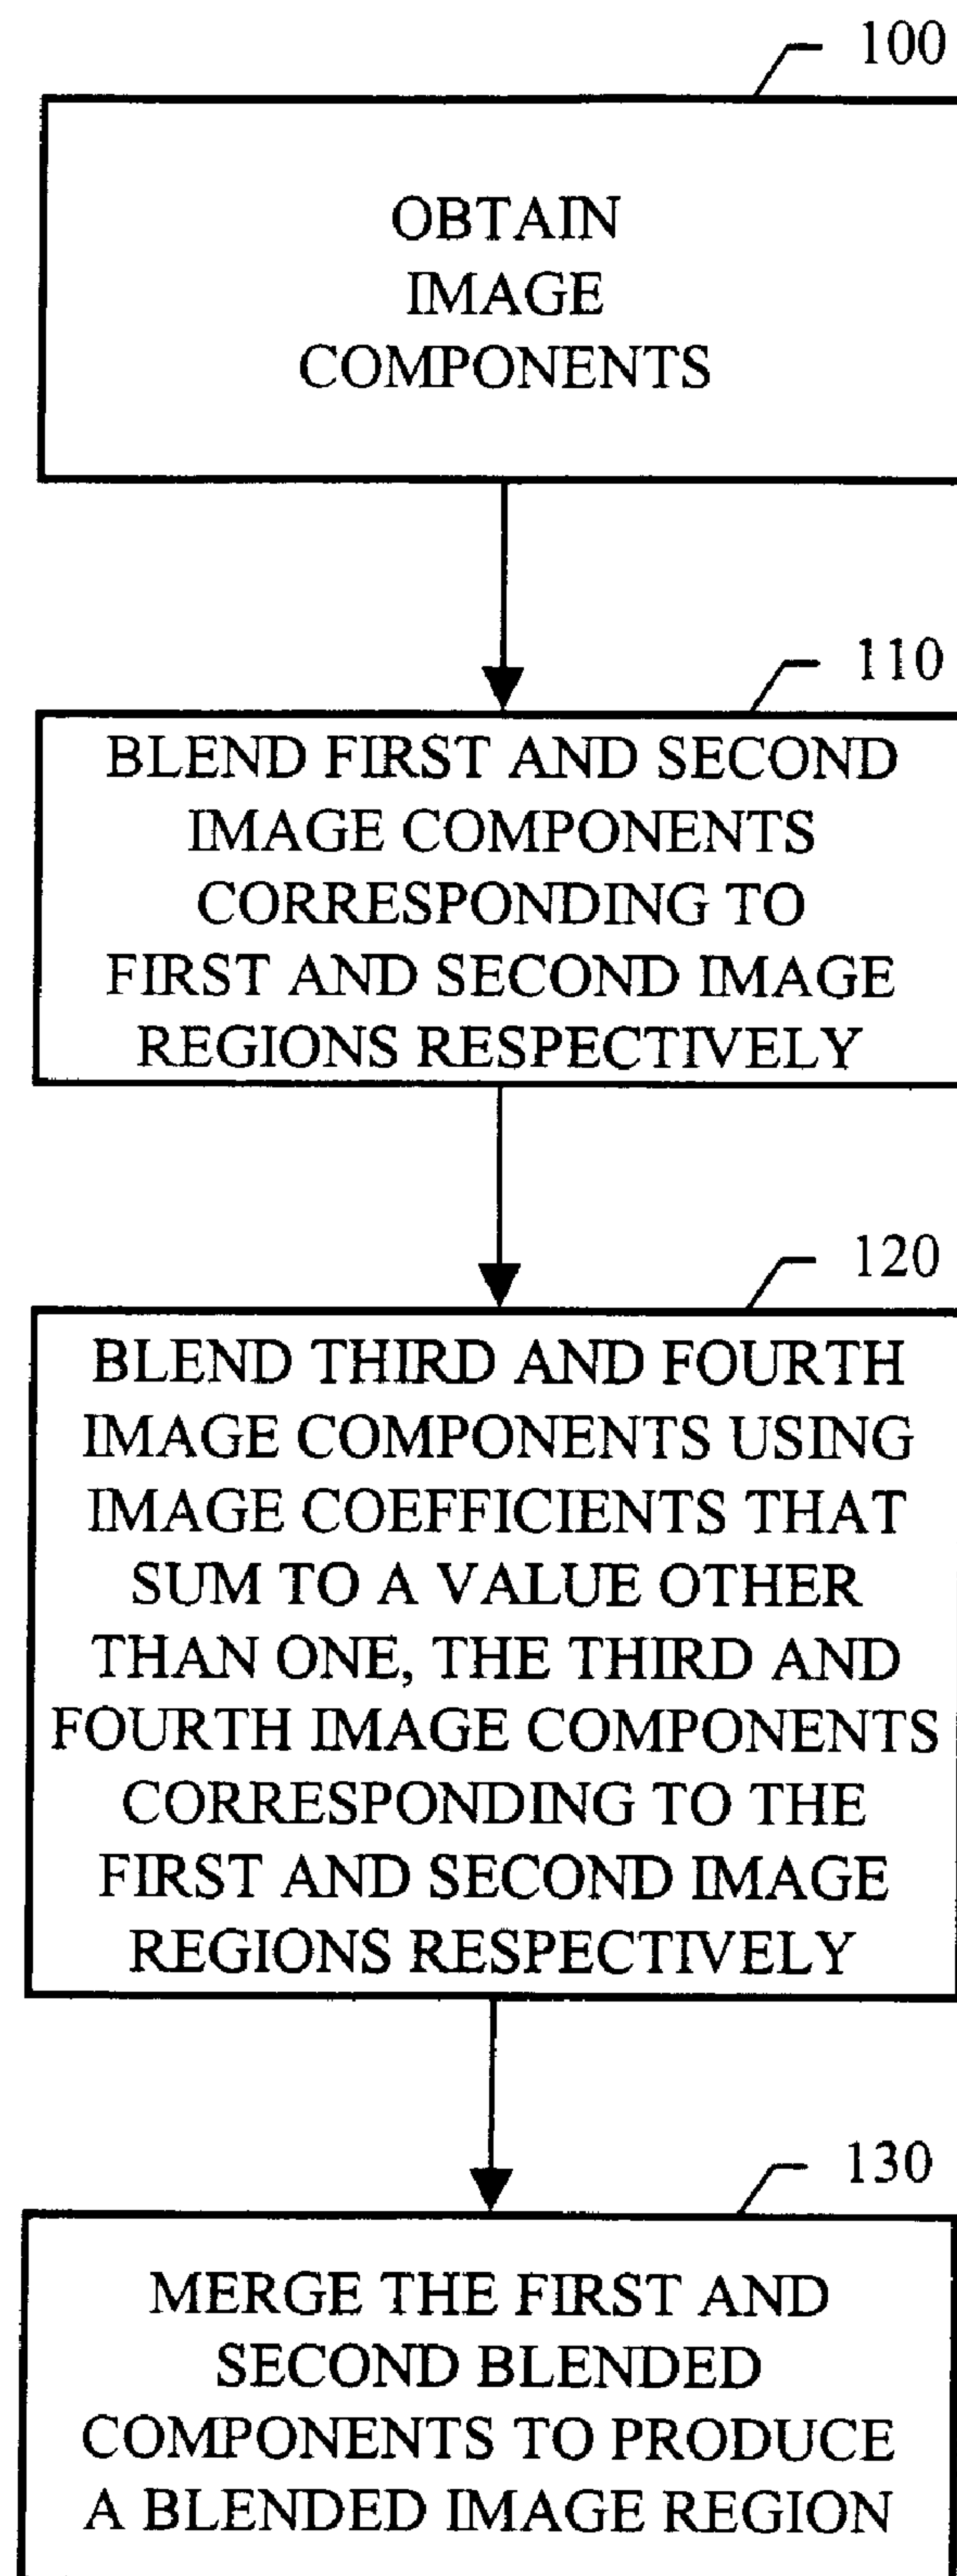 100
OBTAIN
IMAGE
COMPONENTS
110
BLEND FIRST AND SECOND
IMAGE COMPONENTS
CORRESPONDING TO
FIRST AND SECOND IMAGE
REGIONS RESPECTIVELY
120
BLEND THIRD AND FOURTH
IMAGE COMPONENTS USING
IMAGE COEFFICIENTS THAT
SUM TO A VALUE OTHER
THAN ONE, THE THIRD AND
FOURTH IMAGE COMPONENTS
CORRESPONDING TO THE
FIRST AND SECOND IMAGE
REGIONS RESPECTIVELY
130
MERGE THE FIRST AND
SECOND BLENDED
COMPONENTS TO PRODUCE
A BLENDED IMAGE REGION